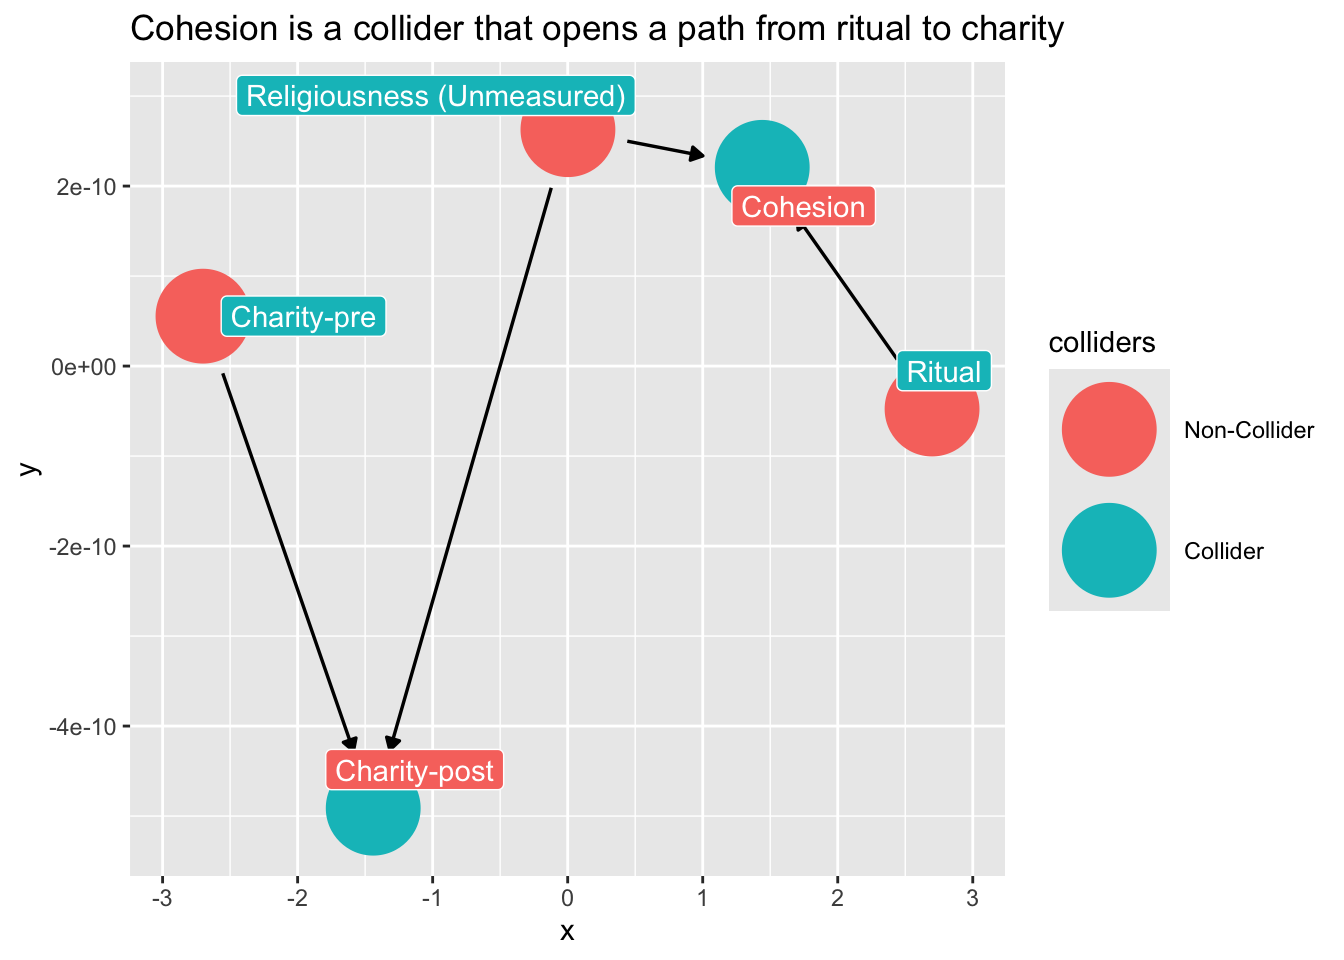 Cohesion is a collider that opens a path from ritual to charity
Religiousness (Unmeasured)
Cohesion
Charity-pre
Ritual
Charity-post
2e-10
0e+00
-2e-10
-4e-10
y
-3 -2 -1 0 1 2 3
x
colliders
Non-Collider
Collider